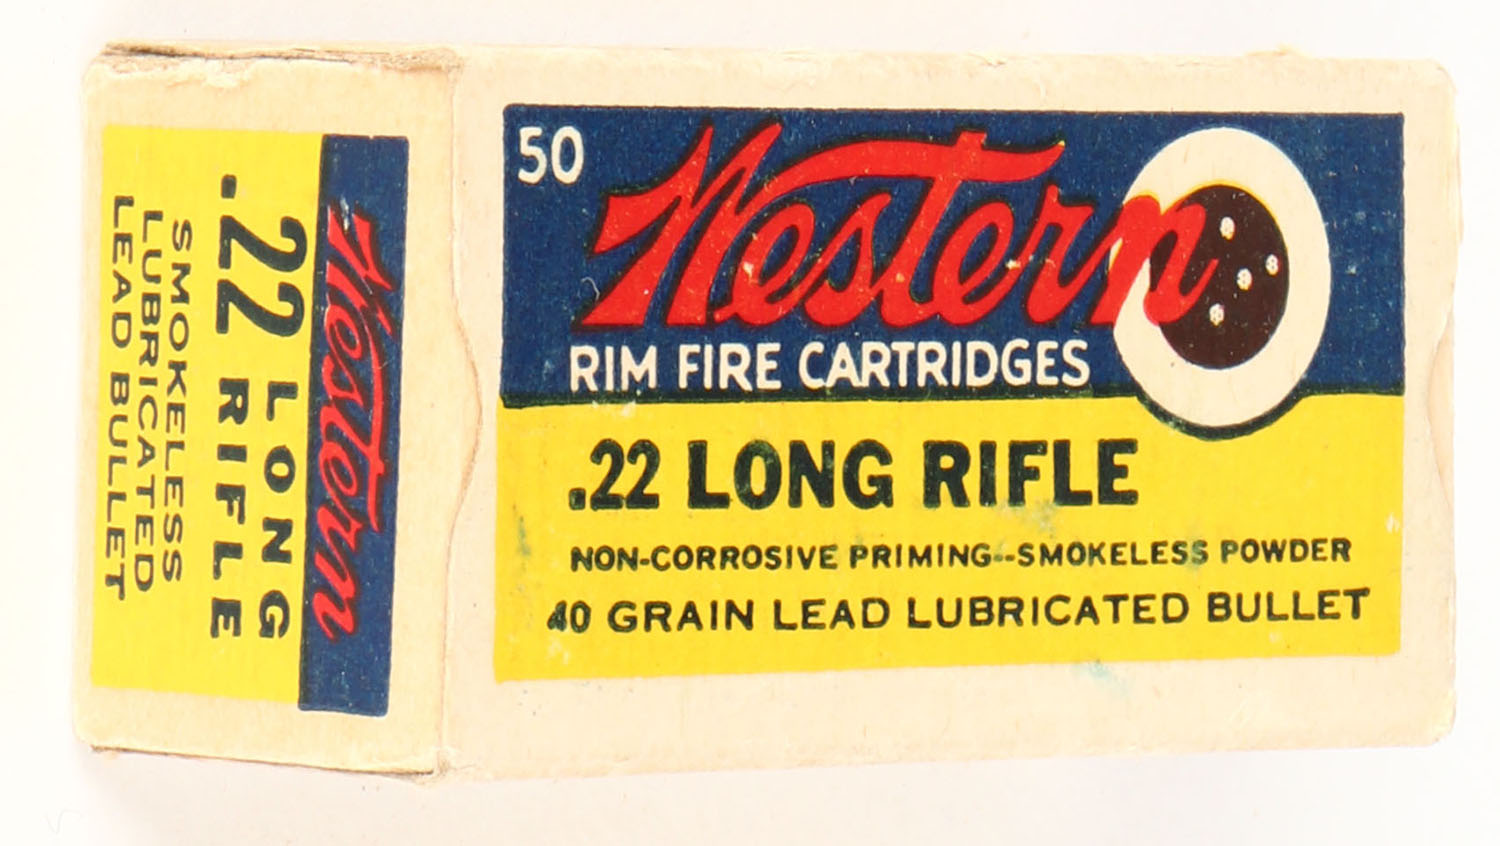 50
Western
RIM FIRE CARTRIDGES
.22 LONG RIFLE
NON-CORROSIVE PRIMING--SMOKELESS POWDER
40 GRAIN LEAD LUBRICATED BULLET
Western
.22 LONG
.22 RIFLE
SMOKELESS
LUBRICATED
LEAD BULLET